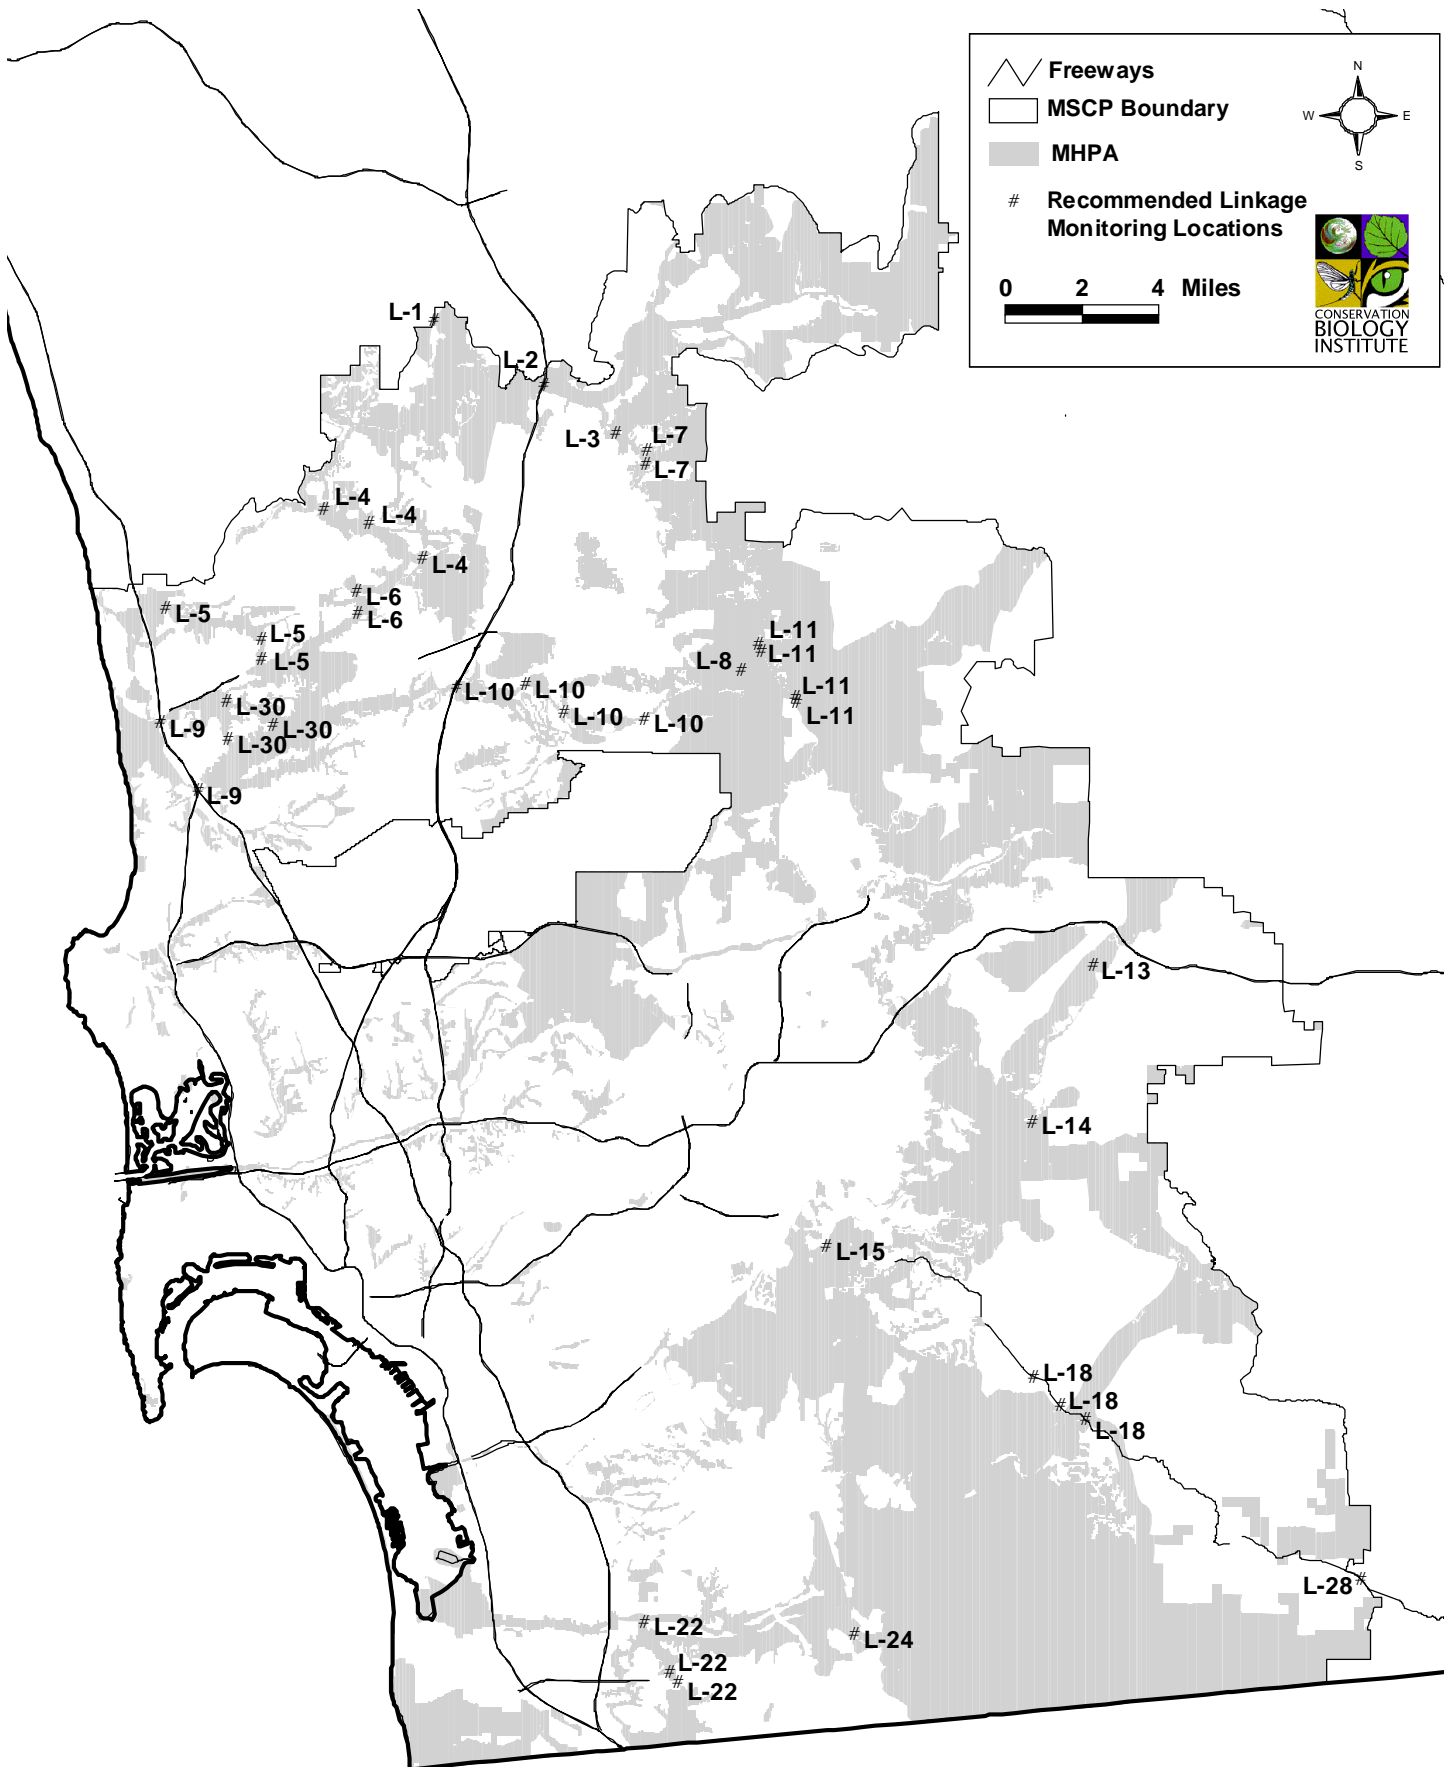 Freeways
MSCP Boundary
MHPA
# Recommended Linkage
Monitoring Locations
N
W E
S
0 2 4 Miles
CONSERVATION
BIOLOGY
INSTITUTE
L-1 #
L-2
#
L-3 #
# L-7
# L-7
# L-4
# L-4
# L-4
# L-6
# L-6
# L-5
# L-5
# L-5
# L-11
# L-11
L-8 #
# L-11
# L-11
# L-10
# L-10
# L-10
# L-10
# L-30
# L-30
# L-30
# L-9
# L-9
# L-13
# L-14
# L-15
# L-18
# L-18
# L-18
L-28 #
# L-22
# L-24
# L-22
# L-22